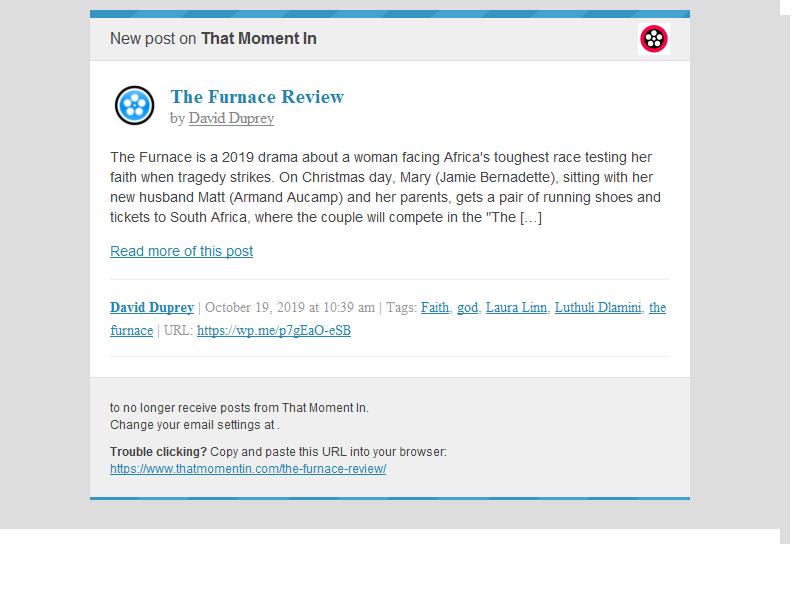 New post on That Moment In
The Furnace Review
by David Duprey
The Furnace is a 2019 drama about a woman facing Africa's toughest race testing her
faith when tragedy strikes. On Christmas day, Mary (Jamie Bernadette), sitting with her
new husband Matt (Armand Aucamp) and her parents, gets a pair of running shoes and
tickets to South Africa, where the couple will compete in the "The […]
Read more of this post
David Duprey | October 19, 2019 at 10:39 am | Tags: Faith, god, Laura Linn, Luthuli Dlamini, the
furnace | URL: https://wp.me/p7gEaO-eSB
to no longer receive posts from That Moment In.
Change your email settings at .
Trouble clicking? Copy and paste this URL into your browser:
https://www.thatmomentin.com/the-furnace-review/